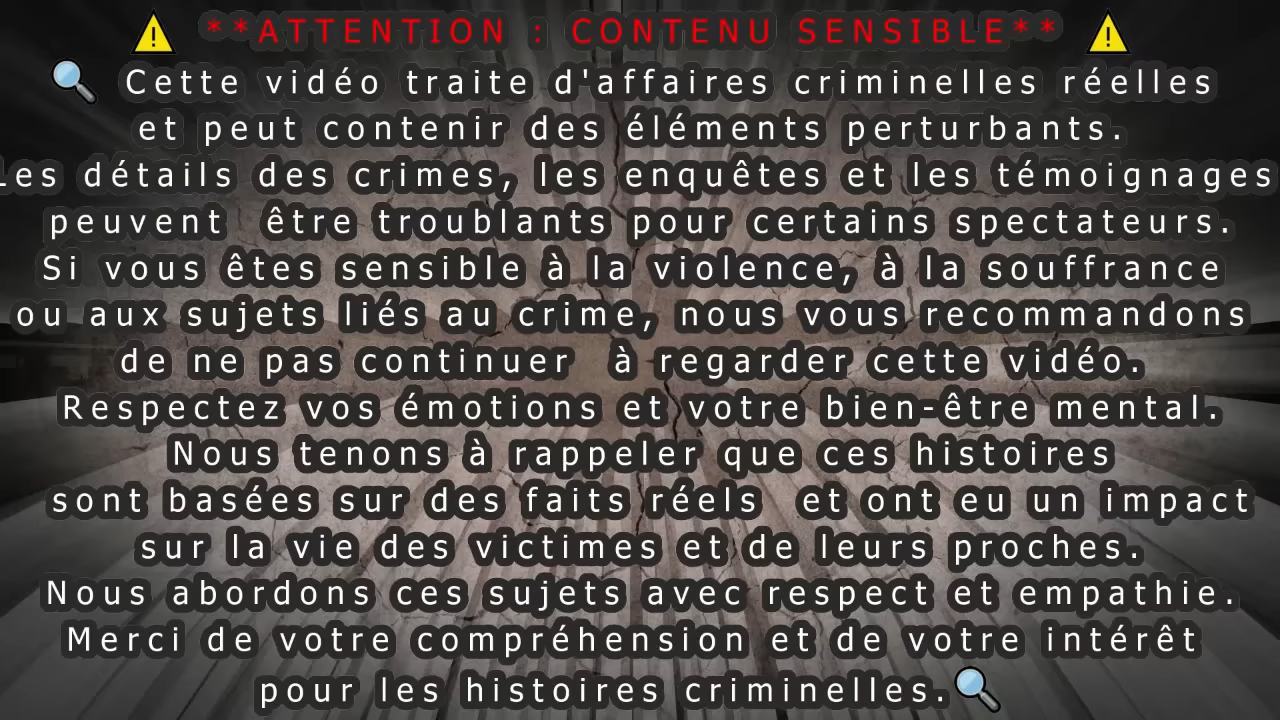 ⚠️ **ATTENTION : CONTENU SENSIBLE** ⚠️
🔍 Cette vidéo traite d'affaires criminelles réelles
et peut contenir des éléments perturbants.
Les détails des crimes, les enquêtes et les témoignages
peuvent être troublants pour certains spectateurs.
Si vous êtes sensible à la violence, à la souffrance
ou aux sujets liés au crime, nous vous recommandons
de ne pas continuer à regarder cette vidéo.
Respectez vos émotions et votre bien-être mental.
Nous tenons à rappeler que ces histoires
sont basées sur des faits réels et ont eu un impact
sur la vie des victimes et de leurs proches.
Nous abordons ces sujets avec respect et empathie.
Merci de votre compréhension et de votre intérêt
pour les histoires criminelles.🔍